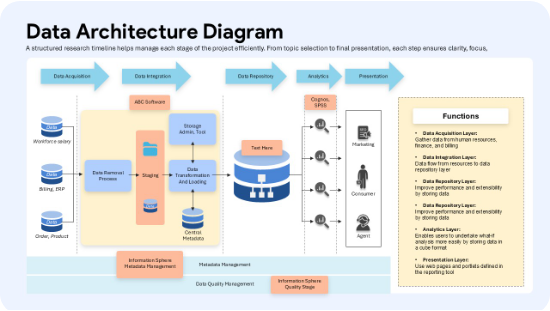 Data Architecture Diagram
A structured research timeline helps manage each stage of the project efficiently. From topic selection to final presentation, each step ensures clarity, focus,
Data Acquisition
Data Integration
Data Repository
Analytics
Presentation
ABC Software
Cognos,
SPSS
Workforce salary
Billing, ERP
Order, Product
Data Removal
Process
Staging
Storage
Admin, Tool
Data
Transformation
And Loading
Central
Metadata
Text Here
Marketing
Consumer
Agent
Information Sphere
Metadata Management
Metadata Management
Data Quality Management
Information Sphere
Quality Stage
Functions
• Data Acquisition Layer:
Gather data from human resources,
finance, and billing
• Data Integration Layer:
Data flow from resources to data
repository layer
• Data Repository Layer:
Improve performance and extensibility
by storing data
• Data Repository Layer:
Improve performance and extensibility
by storing data
• Analytics Layer:
Enables users to undertake what-if
analysis more easily by storing data in
a cube format
• Presentation Layer:
Use web pages and portlets defined in
the reporting tool